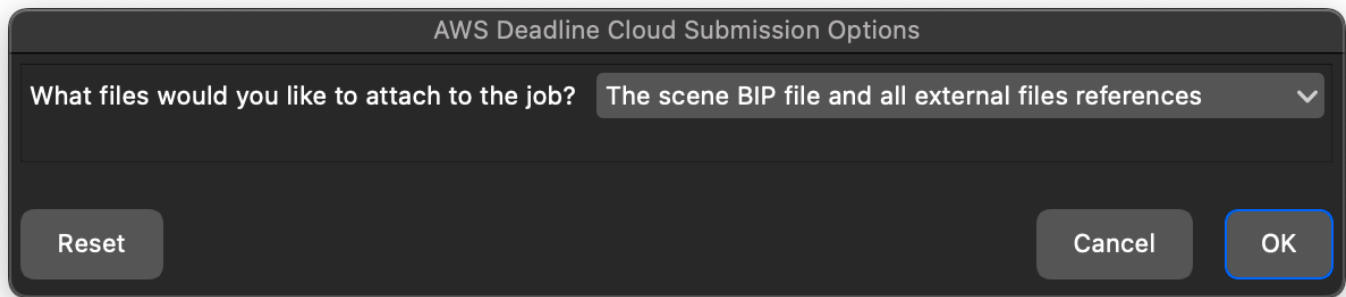 AWS Deadline Cloud Submission Options
What files would you like to attach to the job? The scene BIP file and all external files references
Reset Cancel OK